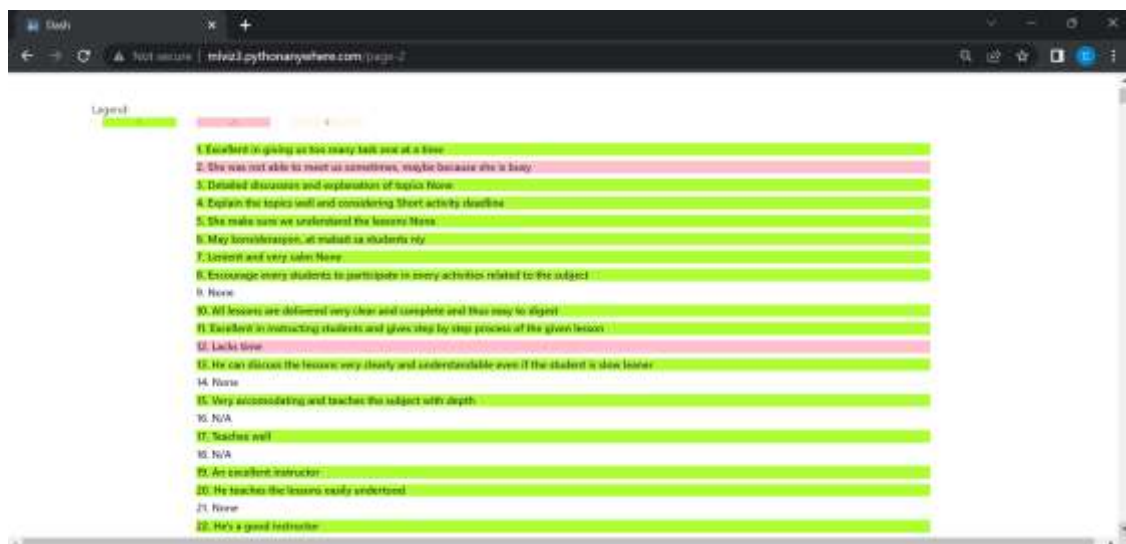 Dash
Not secure | mlviz3.pythonanywhere.com/page-2
Legend:
1. Excellent in giving us too many task one at a time
2. She was not able to meet us sometimes, maybe because she is busy
3. Detailed discussion and explanation of topics None
4. Explain the topics well and considering Short activity deadline
5. She make sure we understand the lessons None
6. May konsiderasyon, at mabait sa students niy
7. Lenient and very calm None
8. Encourage every students to participate in every activities related to the subject
9. None
10. All lessons are delivered very clear and complete and thus easy to digest
11. Excellent in instructing students and gives step by step process of the given lesson
12. Lacks time
13. He can discuss the lessons very clearly and understandable even if the student is slow leaner
14. None
15. Very accomodating and teaches the subject with depth
16. N/A
17. Teaches well
18. N/A
19. An excellent instructor
20. He teaches the lessons easily undertood
21. None
22. He's a good instructor